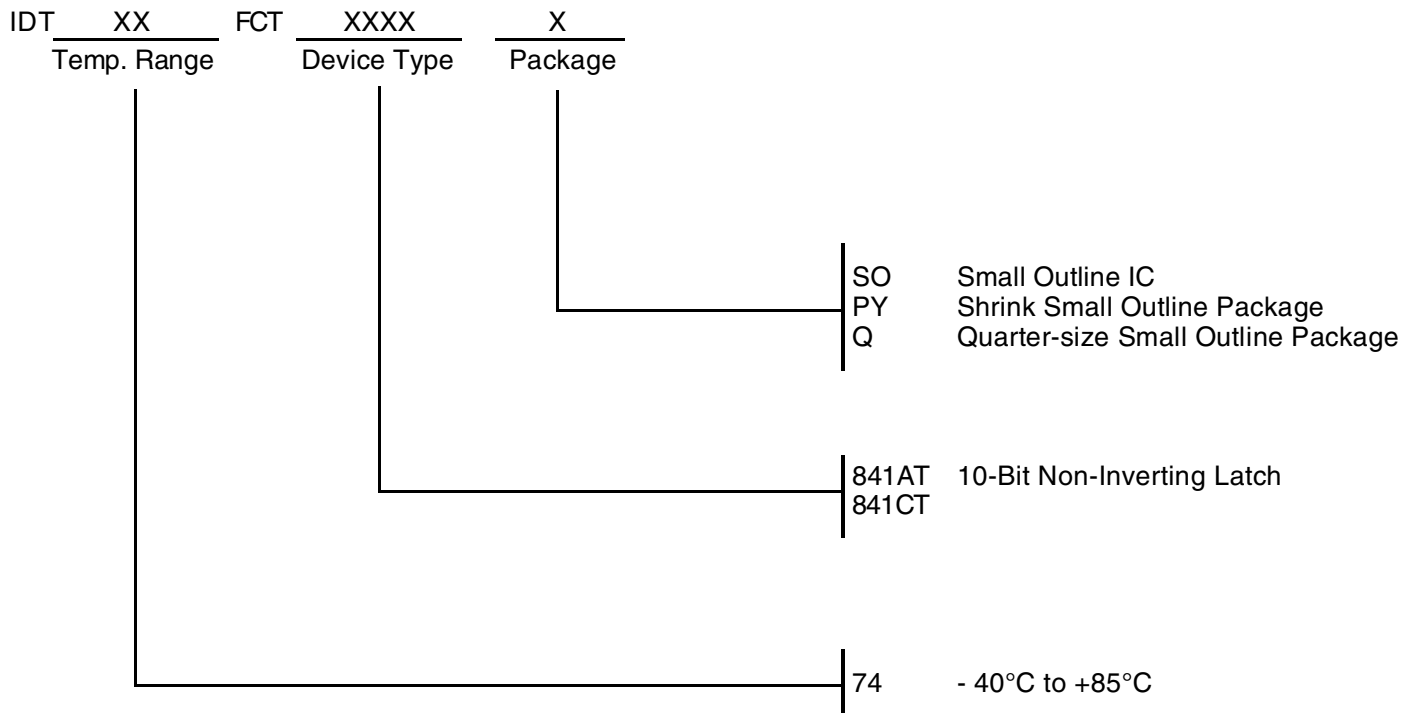 IDT XX FCT XXXX X
Temp. Range Device Type Package
SO Small Outline IC
PY Shrink Small Outline Package
Q Quarter-size Small Outline Package
841AT 10-Bit Non-Inverting Latch
841CT
74 - 40°C to +85°C